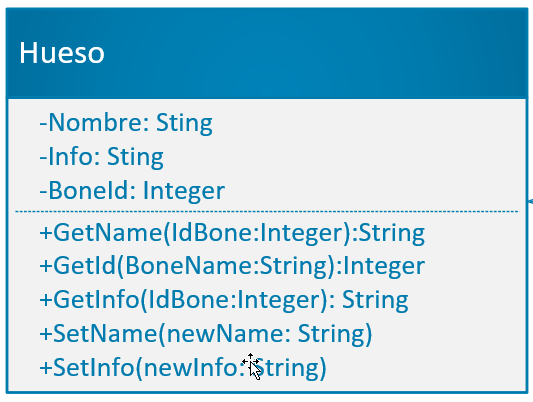 Hueso
-Nombre: Sting
-Info: Sting
-BoneId: Integer
+GetName(IdBone:Integer):String
+GetId(BoneName:String):Integer
+GetInfo(IdBone:Integer): String
+SetName(newName: String)
+SetInfo(newInfo: String)